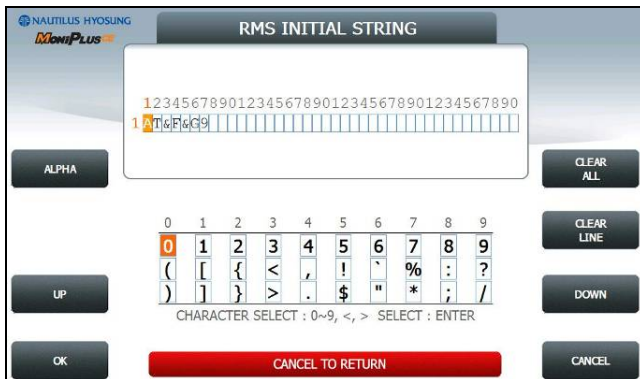 NAUTILUS HYOSUNG
MoniPlus CE
RMS INITIAL STRING
1234567890123456789012345678901234567890
1 AT&F&G9
ALPHA
CLEAR ALL
0 1 2 3 4 5 6 7 8 9
0 1 2 3 4 5 6 7 8 9
( [ { < , ! ` % : ?
) ] } > . $ " * ; /
CLEAR LINE
UP
DOWN
CHARACTER SELECT : 0~9, <, > SELECT : ENTER
OK
CANCEL TO RETURN
CANCEL